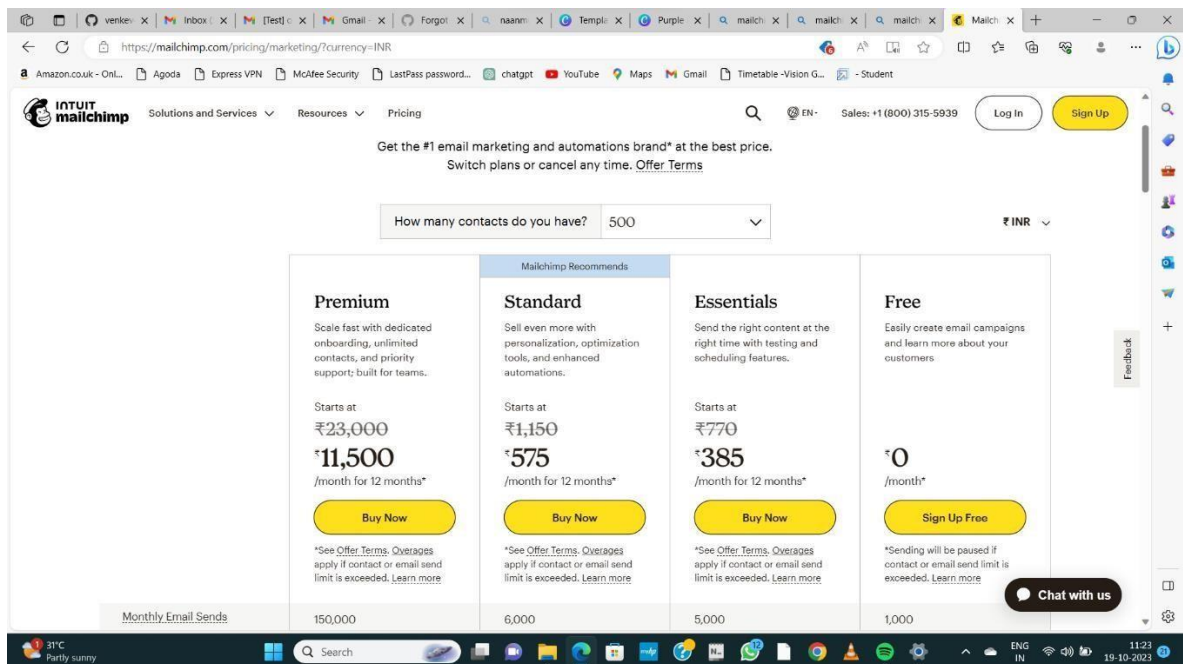 venkev
Inbox (
[Test] c
Gmail -
Forgot
naanm
Templa
Purple
mailchi
mailch
mailch
Mailch
https://mailchimp.com/pricing/marketing/?currency=INR
Amazon.co.uk - Onl...
Agoda
Express VPN
McAfee Security
LastPass password...
chatgpt
YouTube
Maps
Gmail
Timetable -Vision G...
- Student
INTUIT
mailchimp
Solutions and Services
Resources
Pricing
EN
Sales: +1 (800) 315-5939
Log In
Sign Up
Get the #1 email marketing and automations brand* at the best price.
Switch plans or cancel any time. Offer Terms
How many contacts do you have? 500
₹ INR
Mailchimp Recommends
Premium
Scale fast with dedicated
onboarding, unlimited
contacts, and priority
support; built for teams.
Starts at
₹23,000
₹11,500
/month for 12 months*
Buy Now
*See Offer Terms. Overages
apply if contact or email send
limit is exceeded. Learn more
Standard
Sell even more with
personalization, optimization
tools, and enhanced
automations.
Starts at
₹1,150
₹575
/month for 12 months*
Buy Now
*See Offer Terms. Overages
apply if contact or email send
limit is exceeded. Learn more
Essentials
Send the right content at the
right time with testing and
scheduling features.
Starts at
₹770
₹385
/month for 12 months*
Buy Now
*See Offer Terms. Overages
apply if contact or email send
limit is exceeded. Learn more
Free
Easily create email campaigns
and learn more about your
customers
₹0
/month*
Sign Up Free
*Sending will be paused if
contact or email send limit is
exceeded. Learn more
Feedback
Chat with us
Monthly Email Sends 150,000 6,000 5,000 1,000
31°C
Partly sunny
Search
ENG
IN
11:23
19-10-2023